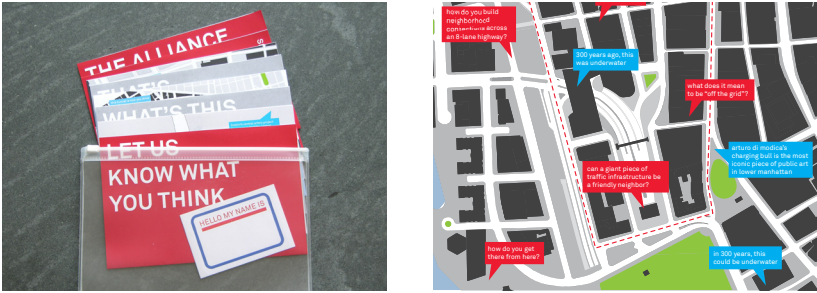 THE ALLIANCE
THAT'S
WHAT'S THIS
LET US
KNOW WHAT
YOU THINK
HELLO MY NAME IS
how do you build
neighborhood
connections across
an 8-lane highway?
300 years ago, this
was underwater
what does it mean
to be "off the grid"?
arturo di modica's
cherging bull is the most
iconic piece of public art
in lower manhattan
can a giant piece of
traffic infrastructure be
a friendly neighbor?
how do you get
there from here?
in 300 years, this
could be underwater